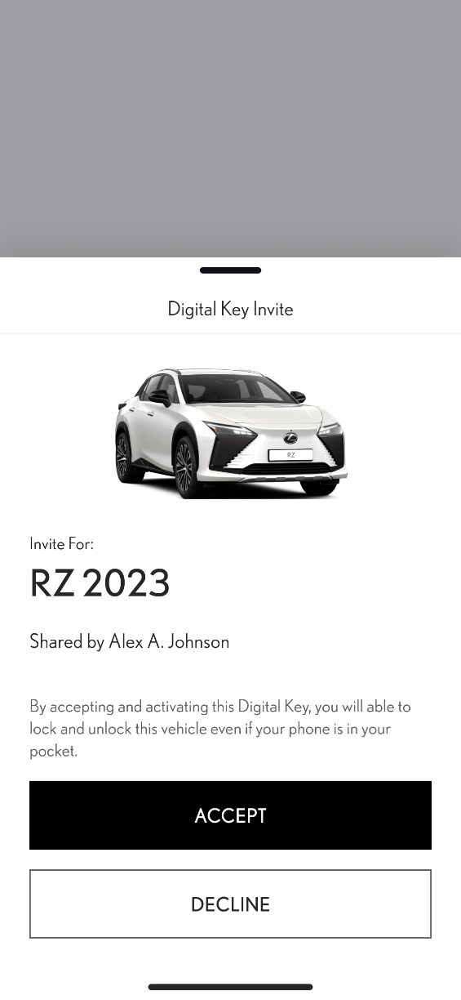 Digital Key Invite
RZ
Invite For:
RZ 2023
Shared by Alex A. Johnson
By accepting and activating this Digital Key, you will able to
lock and unlock this vehicle even if your phone is in your
pocket.
ACCEPT
DECLINE